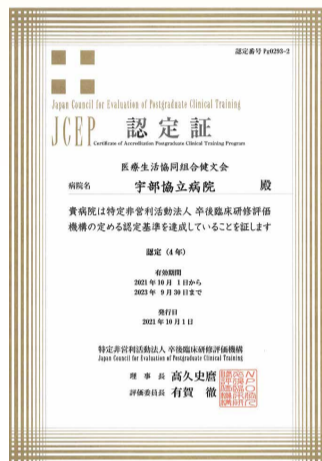 認定番号 Pg0293-2
Japan Council for Evaluation of Postgraduate Clinical Training
JCEP 認定証
Certificate of Accreditation Postgraduate Clinical Training Program
医療生活協同組合健文会
病院名 宇部協立病院 殿
貴病院は特定非営利活動法人 卒後臨床研修評価
機構の定める認定基準を達成していることを証します
認定(4年)
有効期間
2021年10月 1日から
2023年 9月30日まで
発行日
2021年10月1日
特定非営利活動法人 卒後臨床研修評価機構
Japan Council for Evaluation of Postgraduate Clinical Training
理 事 長 高久史麿
評価委員長 有賀 徹